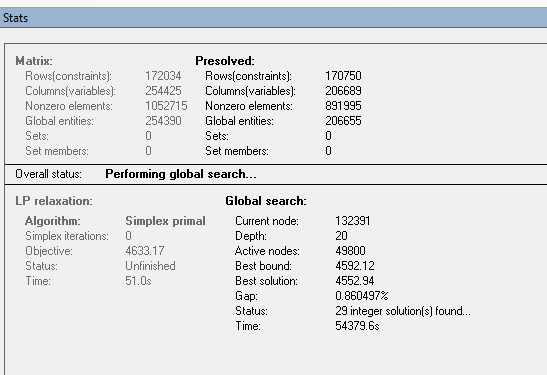 Stats
Matrix: Presolved:
Rows(constraints): 172034 Rows(constraints): 170750
Columns(variables): 254425 Columns(variables): 206689
Nonzero elements: 1052715 Nonzero elements: 891995
Global entities: 254390 Global entities: 206655
Sets: 0 Sets: 0
Set members: 0 Set members: 0
Overall status: Performing global search...
LP relaxation: Global search:
Algorithm: Simplex primal Current node: 132391
Simplex iterations: 0 Depth: 20
Objective: 4633.17 Active nodes: 49800
Status: Unfinished Best bound: 4592.12
Time: 51.0s Best solution: 4552.94
Gap: 0.860497%
Status: 29 integer solution(s) found...
Time: 54379.6s